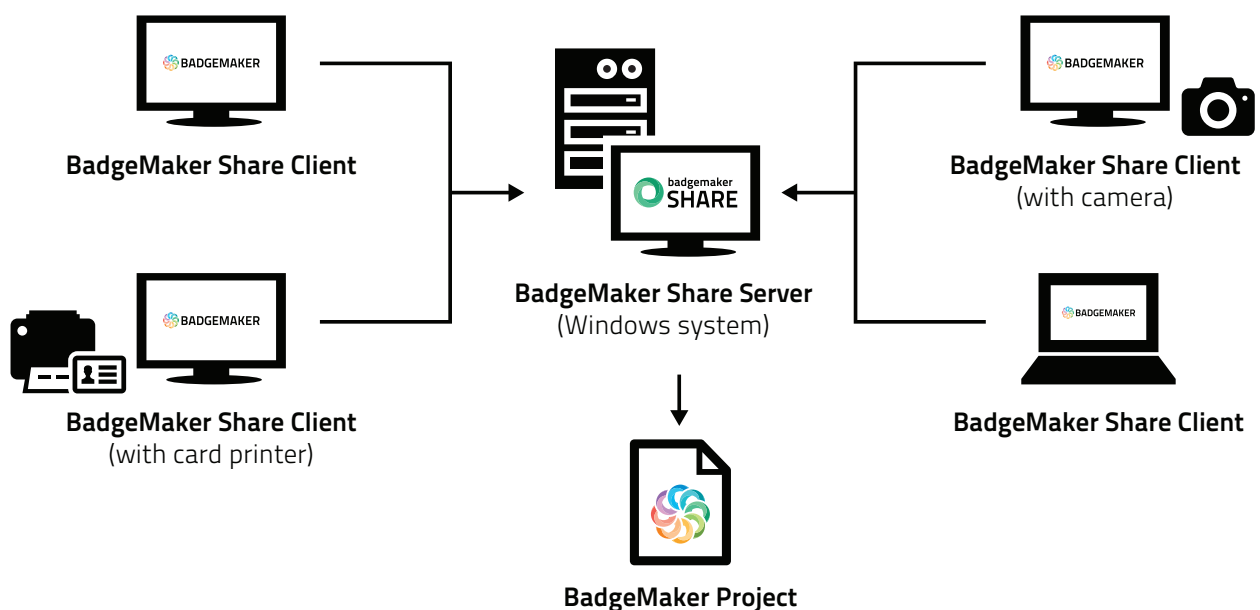 BADGEMAKER
BadgeMaker Share Client
BADGEMAKER
BadgeMaker Share Client
(with card printer)
badgemaker
SHARE
BadgeMaker Share Server
(Windows system)
BadgeMaker Project
BADGEMAKER
BadgeMaker Share Client
(with camera)
BADGEMAKER
BadgeMaker Share Client